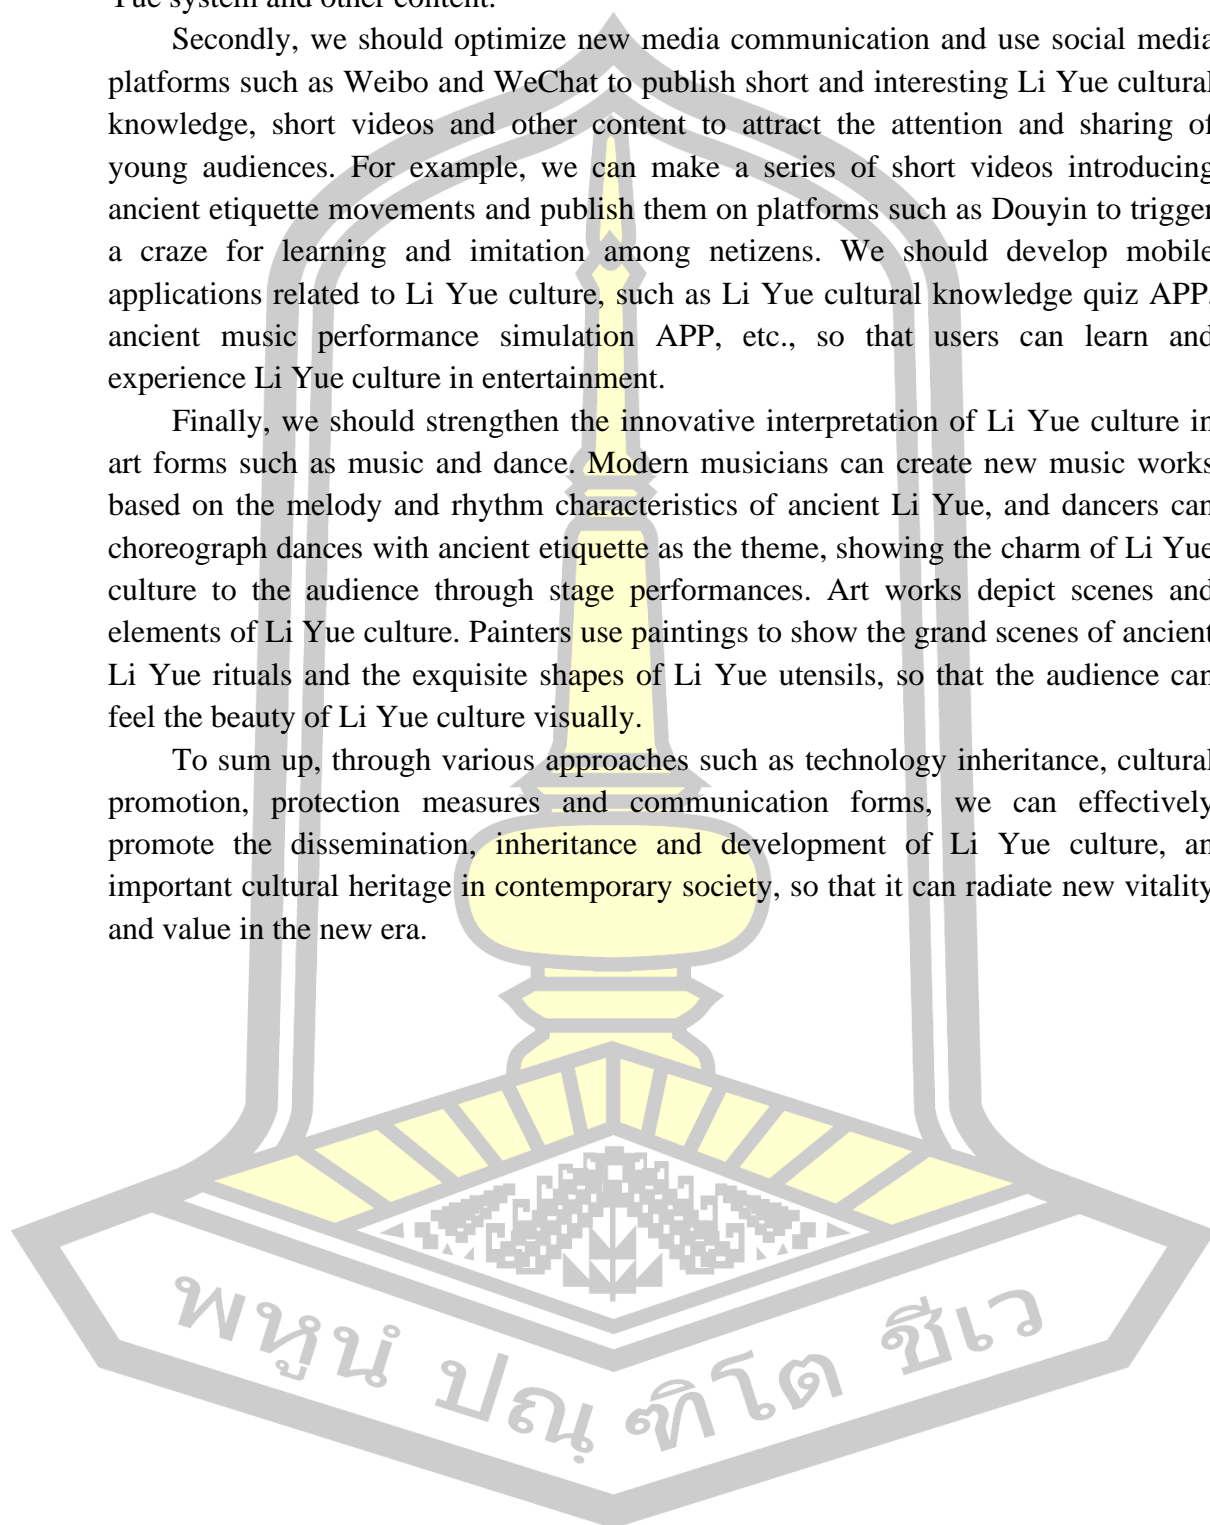 Yue system and other content.
Secondly, we should optimize new media communication and use social media
platforms such as Weibo and WeChat to publish short and interesting Li Yue cultural
knowledge, short videos and other content to attract the attention and sharing of
young audiences. For example, we can make a series of short videos introducing
ancient etiquette movements and publish them on platforms such as Douyin to trigger
a craze for learning and imitation among netizens. We should develop mobile
applications related to Li Yue culture, such as Li Yue cultural knowledge quiz APP,
ancient music performance simulation APP, etc., so that users can learn and
experience Li Yue culture in entertainment.
Finally, we should strengthen the innovative interpretation of Li Yue culture in
art forms such as music and dance. Modern musicians can create new music works
based on the melody and rhythm characteristics of ancient Li Yue, and dancers can
choreograph dances with ancient etiquette as the theme, showing the charm of Li Yue
culture to the audience through stage performances. Art works depict scenes and
elements of Li Yue culture. Painters use paintings to show the grand scenes of ancient
Li Yue rituals and the exquisite shapes of Li Yue utensils, so that the audience can
feel the beauty of Li Yue culture visually.
To sum up, through various approaches such as technology inheritance, cultural
promotion, protection measures and communication forms, we can effectively
promote the dissemination, inheritance and development of Li Yue culture, an
important cultural heritage in contemporary society, so that it can radiate new vitality
and value in the new era.
พหูนํ ปณฺฑิโต ชีเว